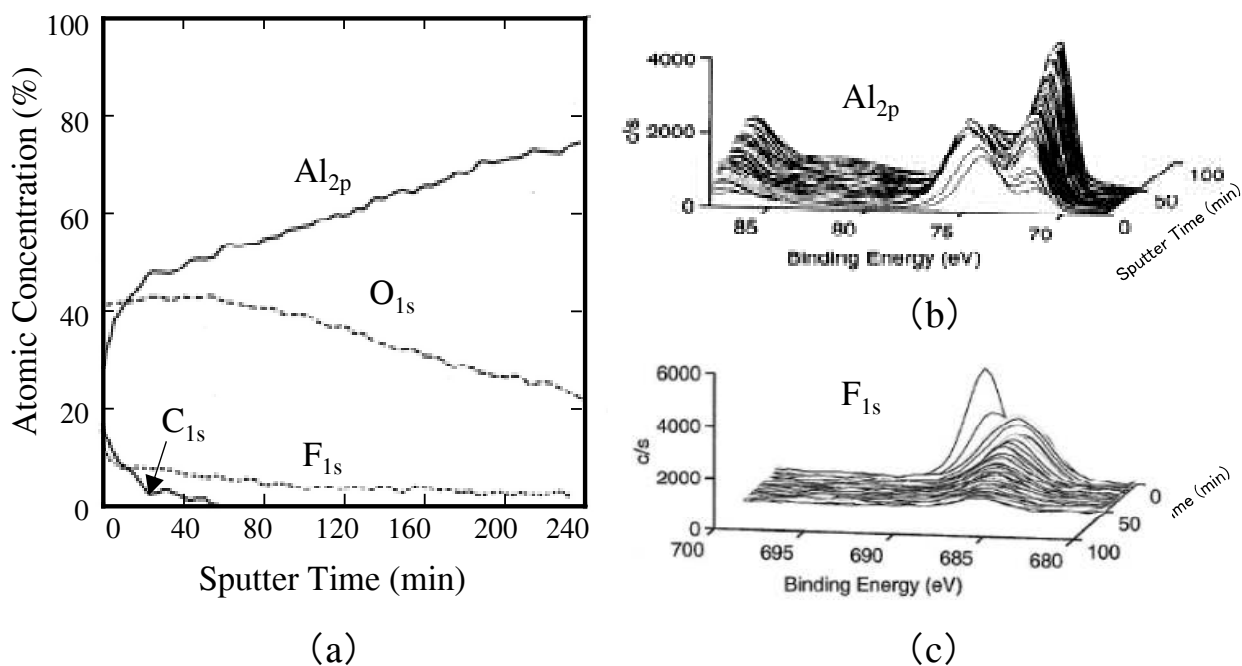 100
80
60
40
20
0
Atomic Concentration (%)
Al2p
O1s
C1s
F1s
0 40 80 120 160 200 240
Sputter Time (min)
(a)
4000
2000
0
c/s
Al2p
85 80 75 70
Binding Energy (eV)
0
50
100
Sputter Time (min)
(b)
6000
4000
2000
0
c/s
F1s
700 695 690 685 680
Binding Energy (eV)
0
50
100
me (min)
(c)